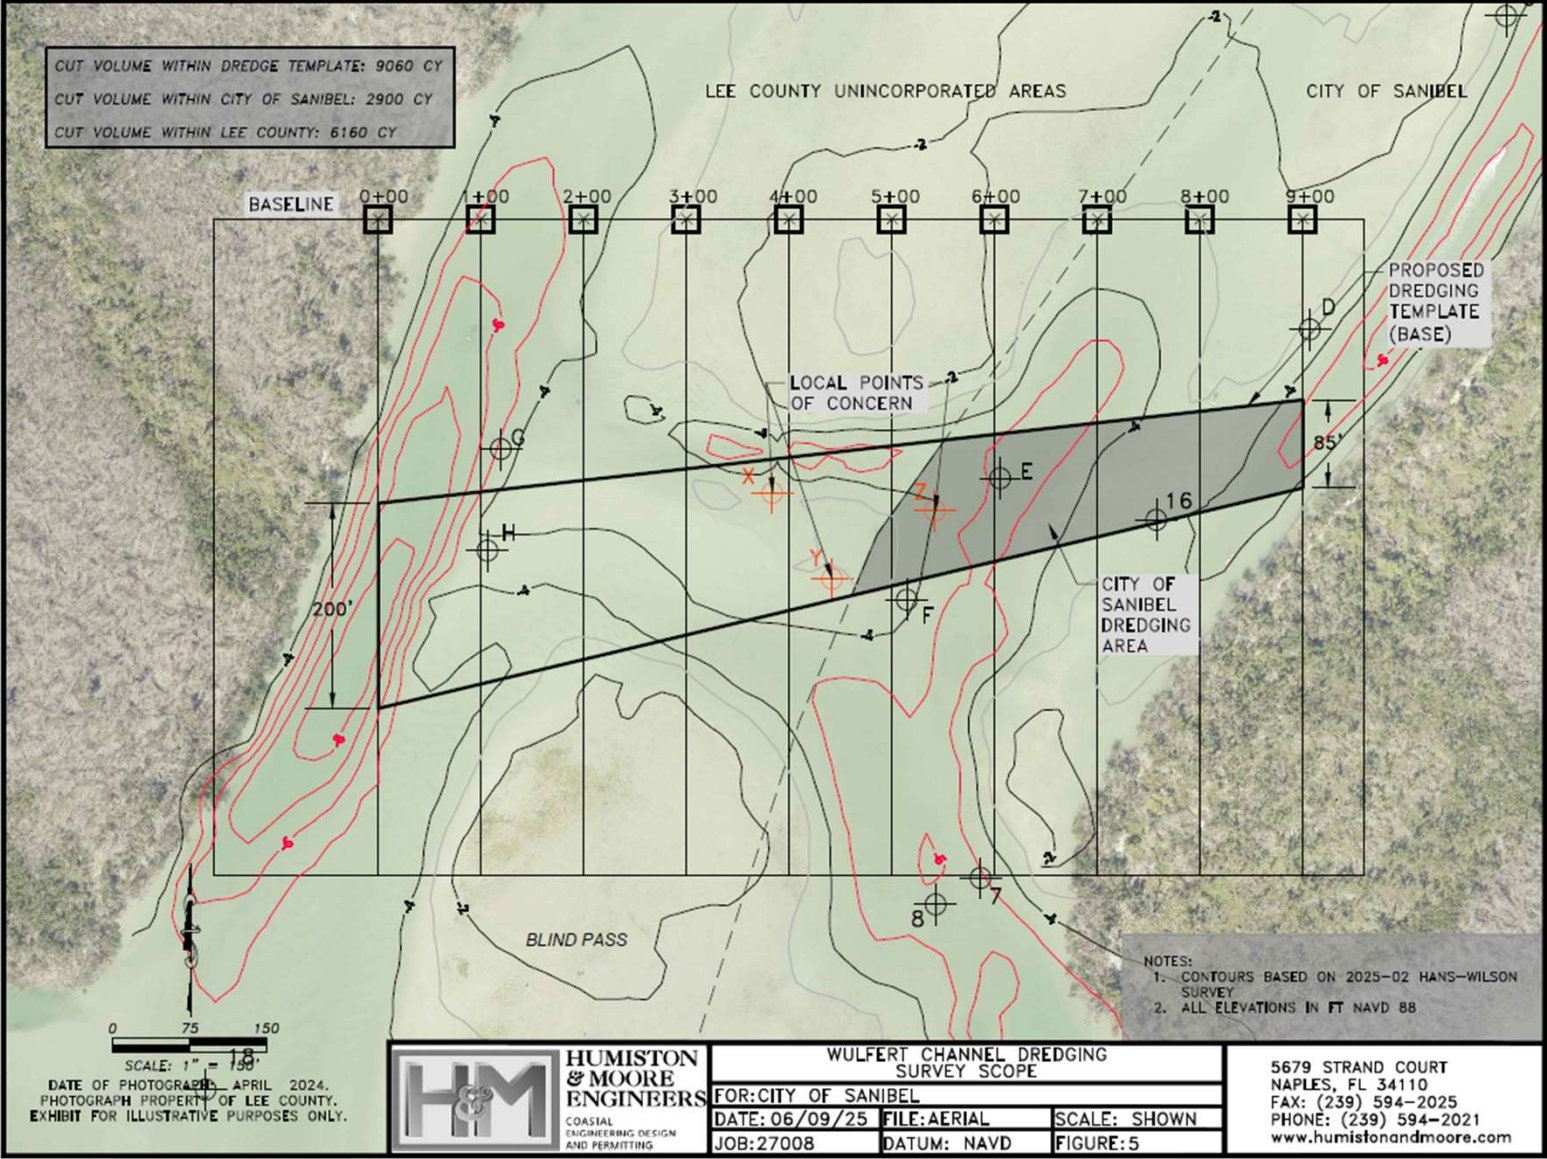 CUT VOLUME WITHIN DREDGE TEMPLATE: 9060 CY
CUT VOLUME WITHIN CITY OF SANIBEL: 2900 CY
CUT VOLUME WITHIN LEE COUNTY: 6160 CY
LEE COUNTY UNINCORPORATED AREAS
CITY OF SANIBEL
-2
-2
4
BASELINE
0+00
1+00
2+00
3+00
4+00
5+00
6+00
7+00
8+00
9+00
PROPOSED
DREDGING
TEMPLATE
(BASE)
D
LOCAL POINTS
OF CONCERN
-2
85'
G
X
Z
E
16
H
Y
F
200'
CITY OF
SANIBEL
DREDGING
AREA
7
8
BLIND PASS
NOTES:
1. CONTOURS BASED ON 2025-02 HANS-WILSON
SURVEY
2. ALL ELEVATIONS IN FT NAVD 88
0 75 150
SCALE: 1" = 150'
18
DATE OF PHOTOGRAPH: APRIL 2024.
PHOTOGRAPH PROPERTY OF LEE COUNTY.
EXHIBIT FOR ILLUSTRATIVE PURPOSES ONLY.
H&M
HUMISTON
& MOORE
ENGINEERS
COASTAL
ENGINEERING DESIGN
AND PERMITTING
WULFERT CHANNEL DREDGING
SURVEY SCOPE
FOR:CITY OF SANIBEL
DATE: 06/09/25 FILE:AERIAL SCALE: SHOWN
JOB:27008 DATUM: NAVD FIGURE:5
5679 STRAND COURT
NAPLES, FL 34110
FAX: (239) 594-2025
PHONE: (239) 594-2021
www.humistonandmoore.com